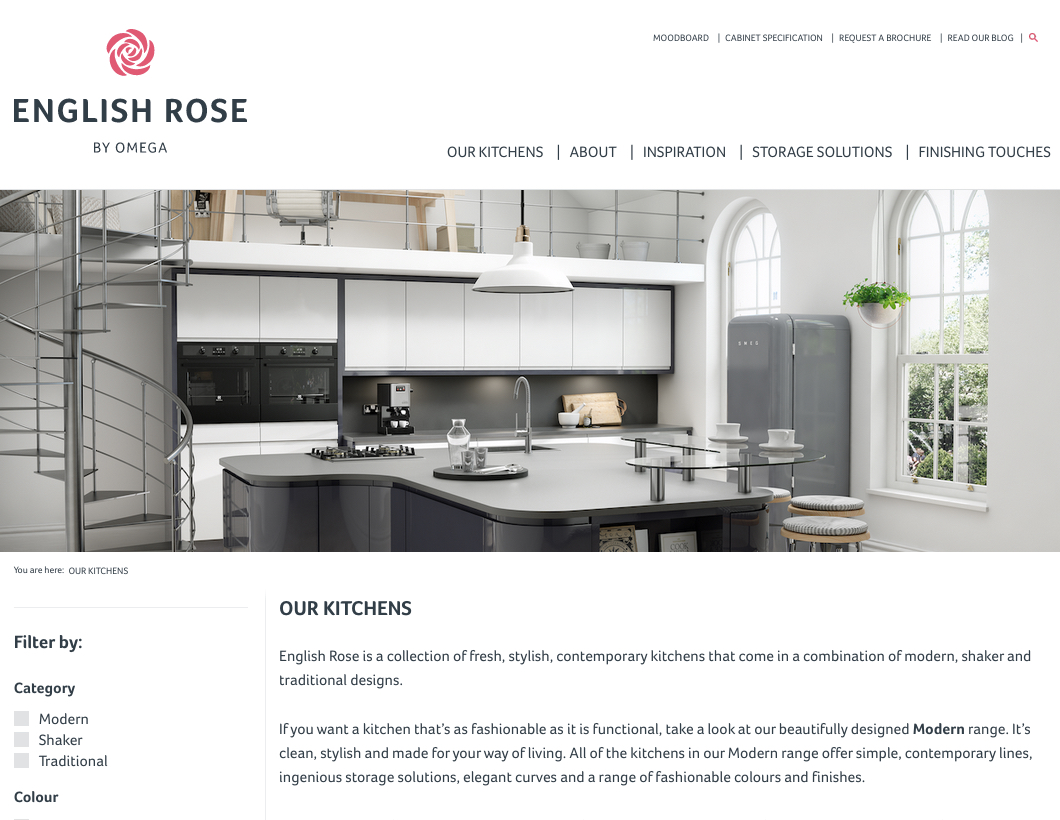 MOODBOARD | CABINET SPECIFICATION | REQUEST A BROCHURE | READ OUR BLOG |
ENGLISH ROSE
BY OMEGA
OUR KITCHENS | ABOUT | INSPIRATION | STORAGE SOLUTIONS | FINISHING TOUCHES
SMEG
COOK
You are here: OUR KITCHENS
OUR KITCHENS
Filter by:
English Rose is a collection of fresh, stylish, contemporary kitchens that come in a combination of modern, shaker and
traditional designs.
Category
Modern
Shaker
Traditional
If you want a kitchen that's as fashionable as it is functional, take a look at our beautifully designed Modern range. It's
clean, stylish and made for your way of living. All of the kitchens in our Modern range offer simple, contemporary lines,
ingenious storage solutions, elegant curves and a range of fashionable colours and finishes.
Colour